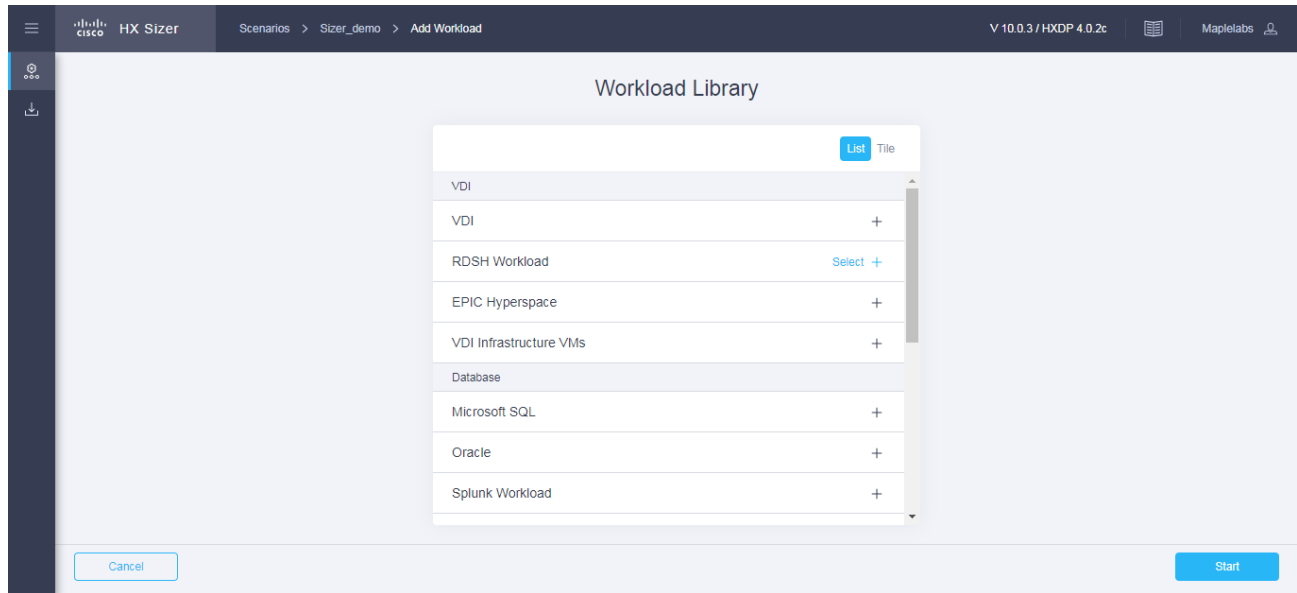 cisco HX Sizer Scenarios > Sizer_demo > Add Workload V 10.0.3 / HXDP 4.0.2c Maplelabs
Workload Library
List Tile
VDI
VDI +
RDSH Workload Select +
EPIC Hyperspace +
VDI Infrastructure VMs +
Database
Microsoft SQL +
Oracle +
Splunk Workload +
Cancel Start